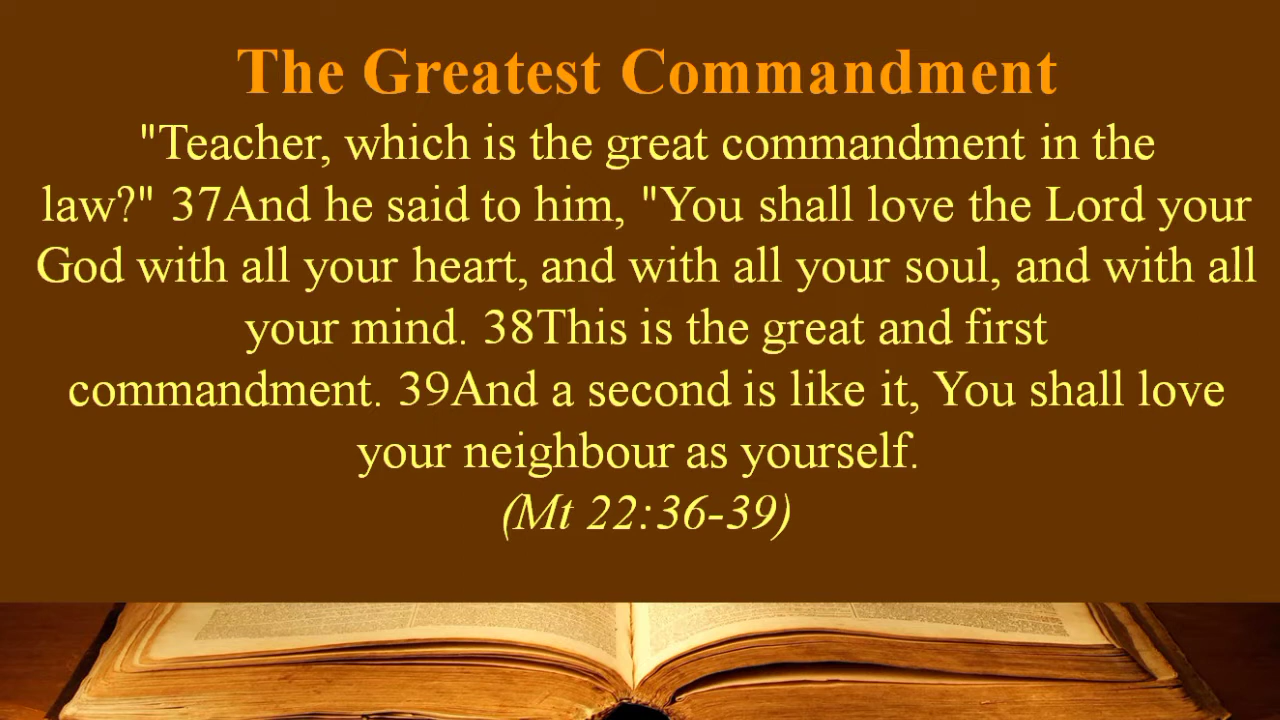 The Greatest Commandment
"Teacher, which is the great commandment in the
law?" 37And he said to him, "You shall love the Lord your
God with all your heart, and with all your soul, and with all
your mind. 38This is the great and first
commandment. 39And a second is like it, You shall love
your neighbour as yourself.
(Mt 22:36-39)